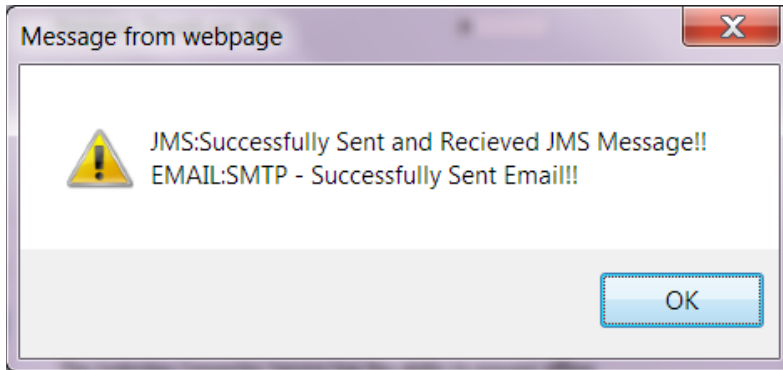 Message from webpage
JMS:Successfully Sent and Recieved JMS Message!!
EMAIL:SMTP - Successfully Sent Email!!
OK